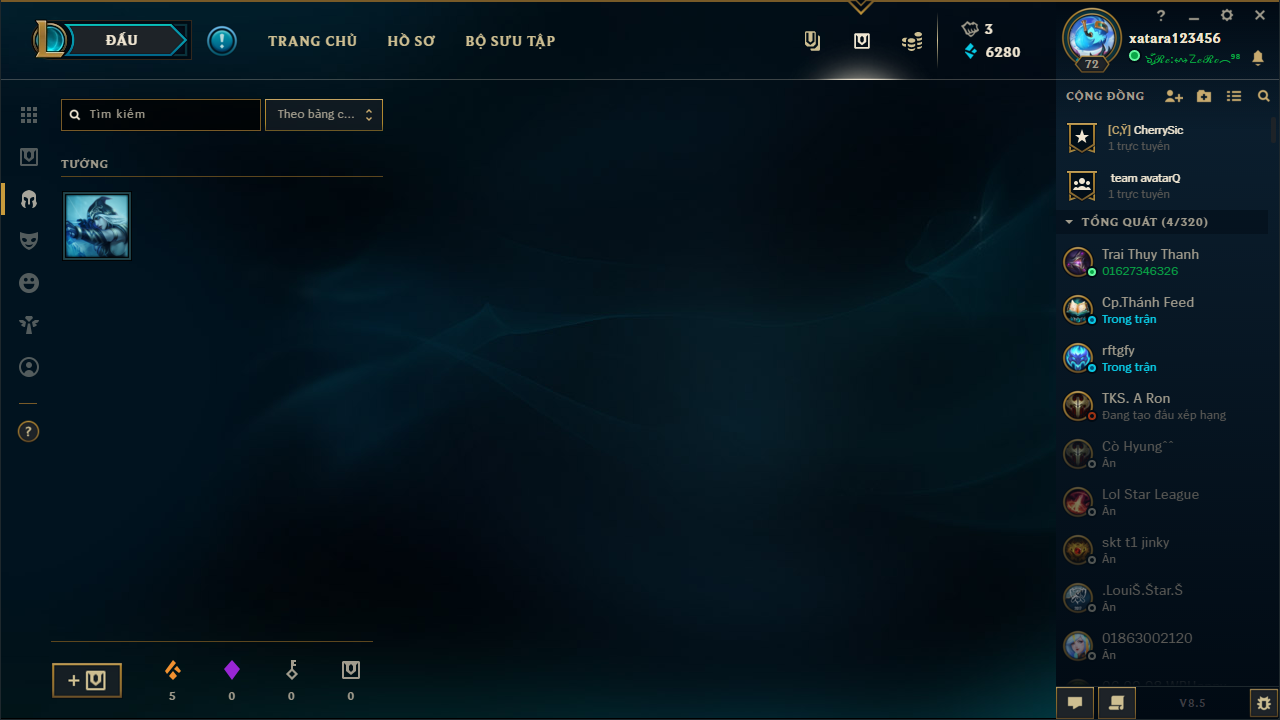 ĐẤU
!
TRANG CHỦ
HỒ SƠ
BỘ SƯU TẬP
3
6280
72
?
xatara123456
CỘNG ĐỒNG
Tìm kiếm
Theo bảng c...
TƯỚNG
?
[C,Ÿ] CherrySic
1 trực tuyến
team avatarQ
1 trực tuyến
TỔNG QUÁT (4/320)
Trai Thụy Thanh
01627346326
Cp.Thánh Feed
Trong trận
rftgfy
Trong trận
TKS. A Ron
Đang tạo đấu xếp hạng
Cò Hyung^^
Ẩn
Lol Star League
Ẩn
skt t1 jinky
Ẩn
.LouiŠ.Štar.Š
Ẩn
01863002120
Ẩn
+
5
0
0
0
V8.5